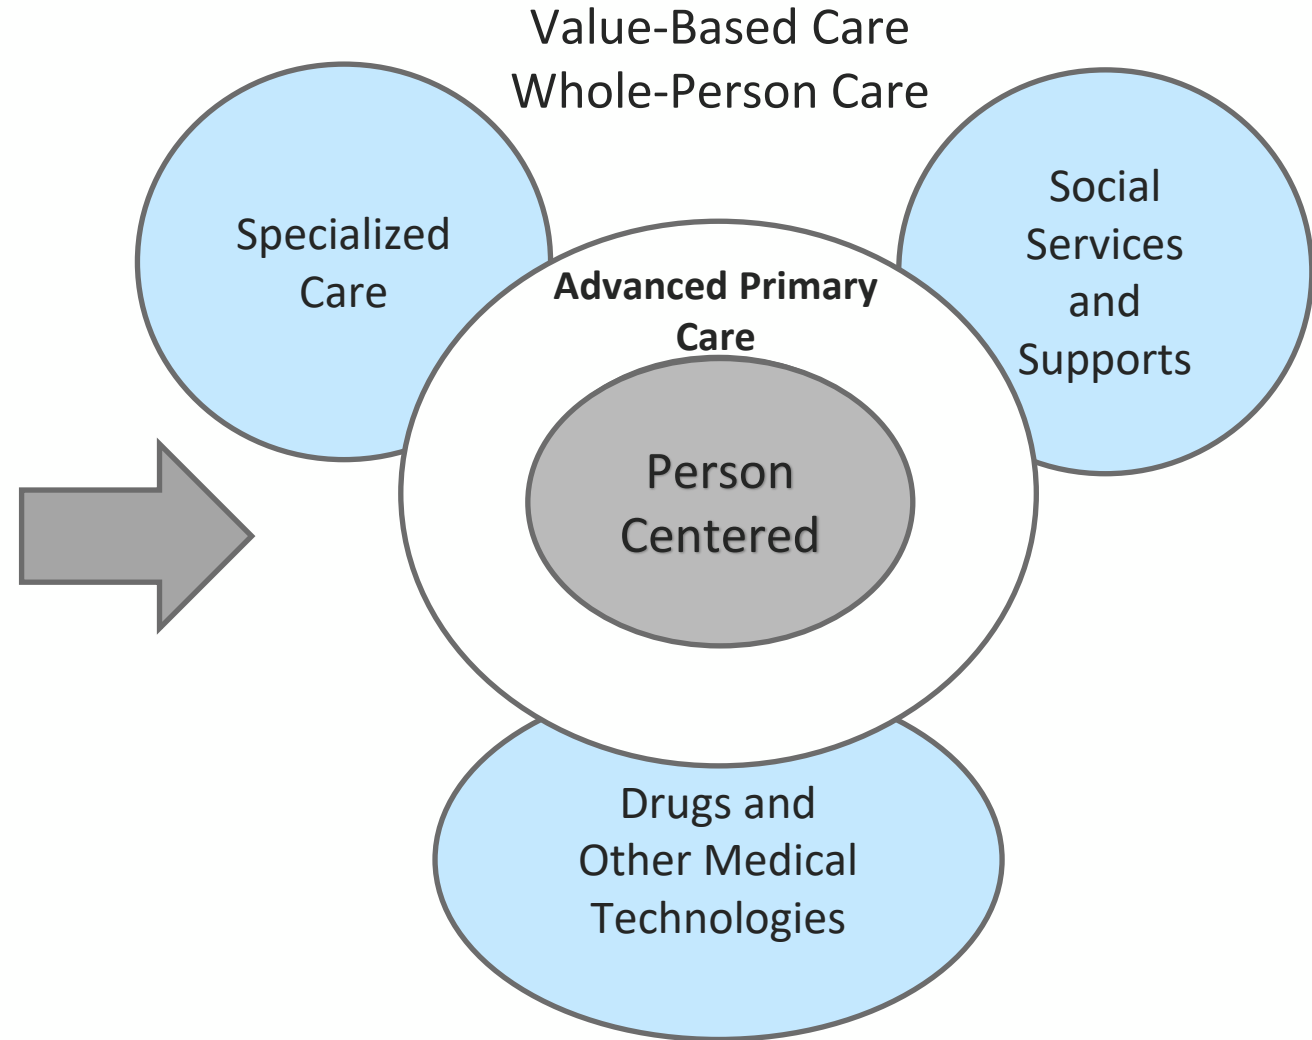 Value-Based Care
Whole-Person Care
Specialized
Care
Social
Services
and
Supports
Advanced Primary
Care
Person
Centered
Drugs and
Other Medical
Technologies